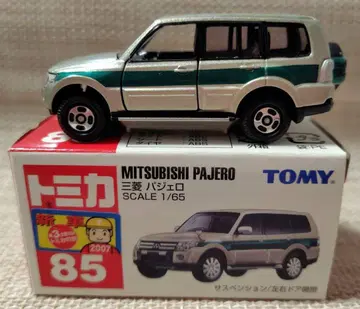 MITSUBISHI PAJERO
三菱 パジェロ
SCALE 1/65
TOMY
トミカ
新車
2007
85
サスペンション/左右ドア開閉